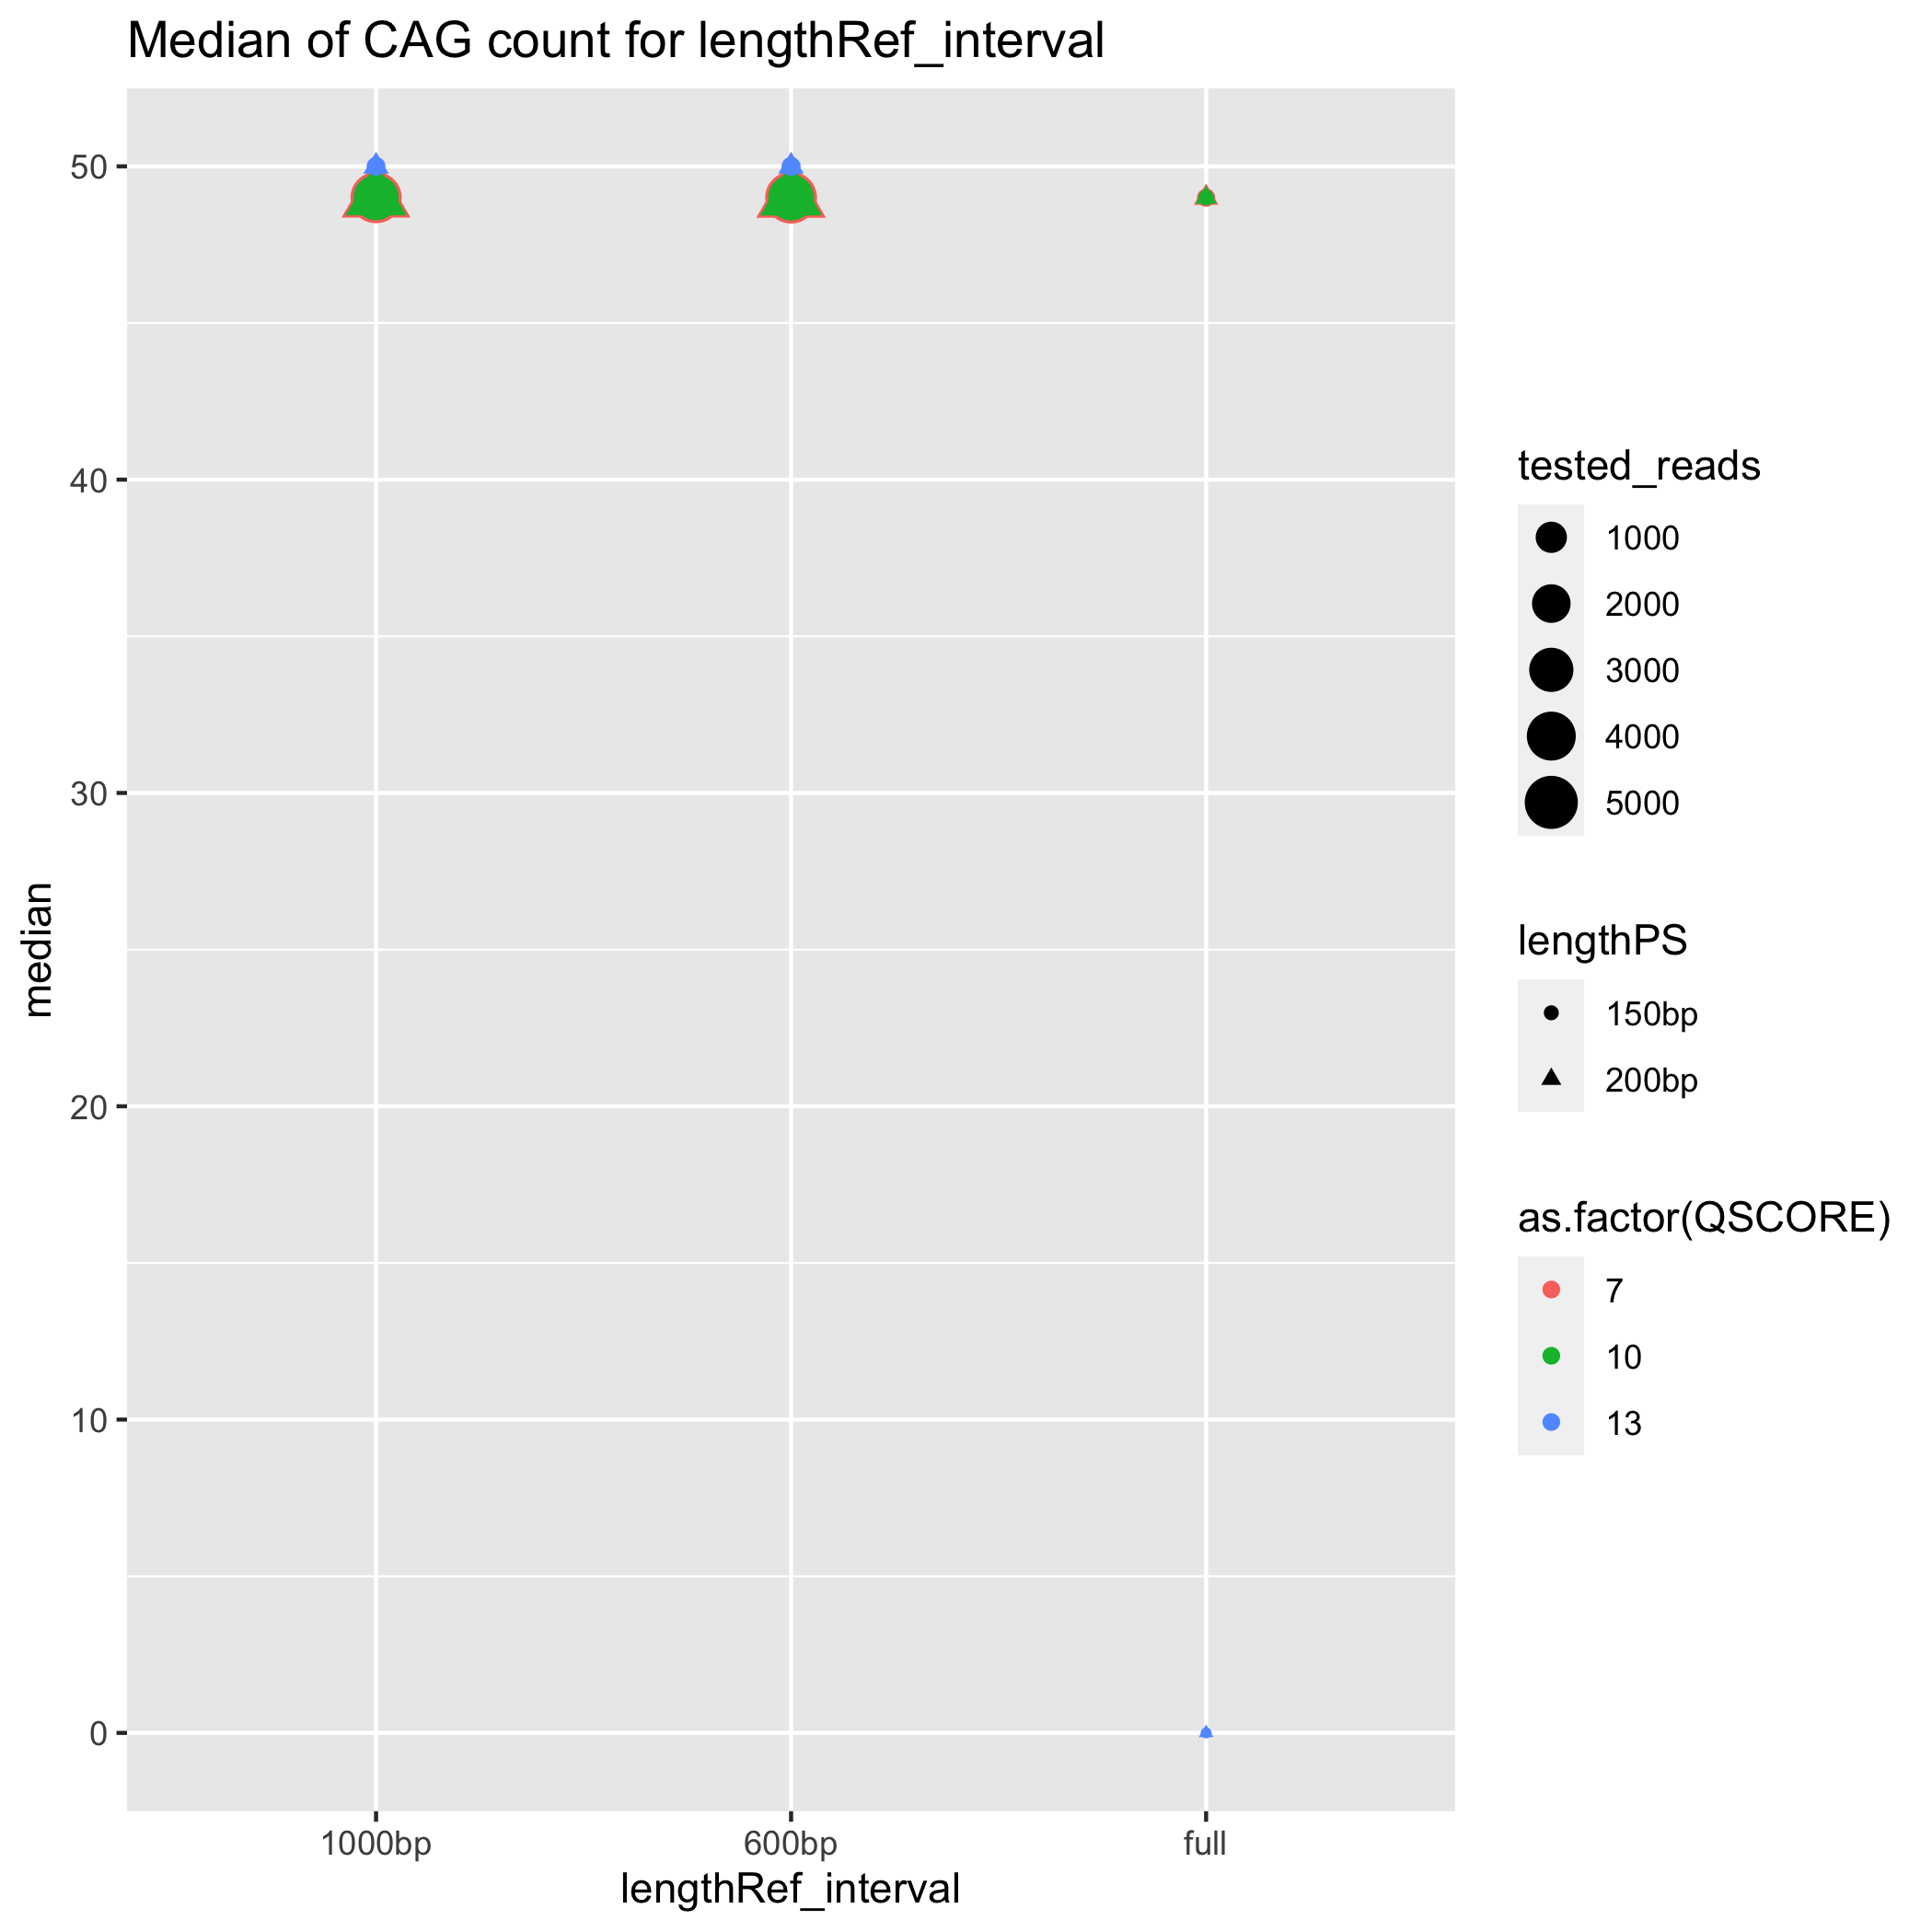 Median of CAG count for lengthRef_interval
median
50
40
30
20
10
0
1000bp
600bp
full
lengthRef_interval
tested_reads
1000
2000
3000
4000
5000
lengthPS
150bp
200bp
as.factor(QSCORE)
7
10
13